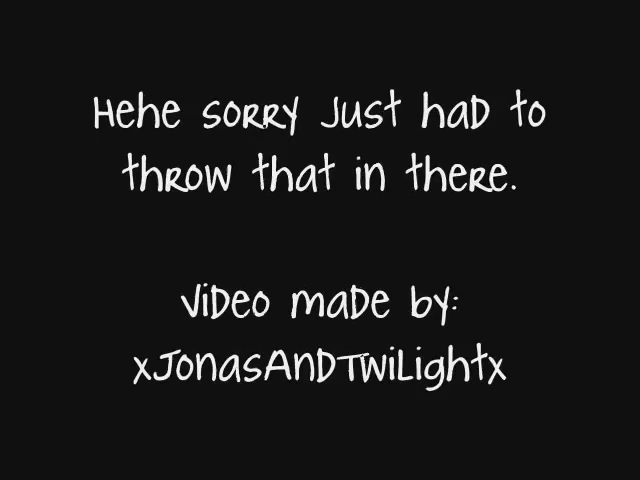 Hehe sorry Just had to
throw that in there.
Video made by:
xJonasAndTwilightx